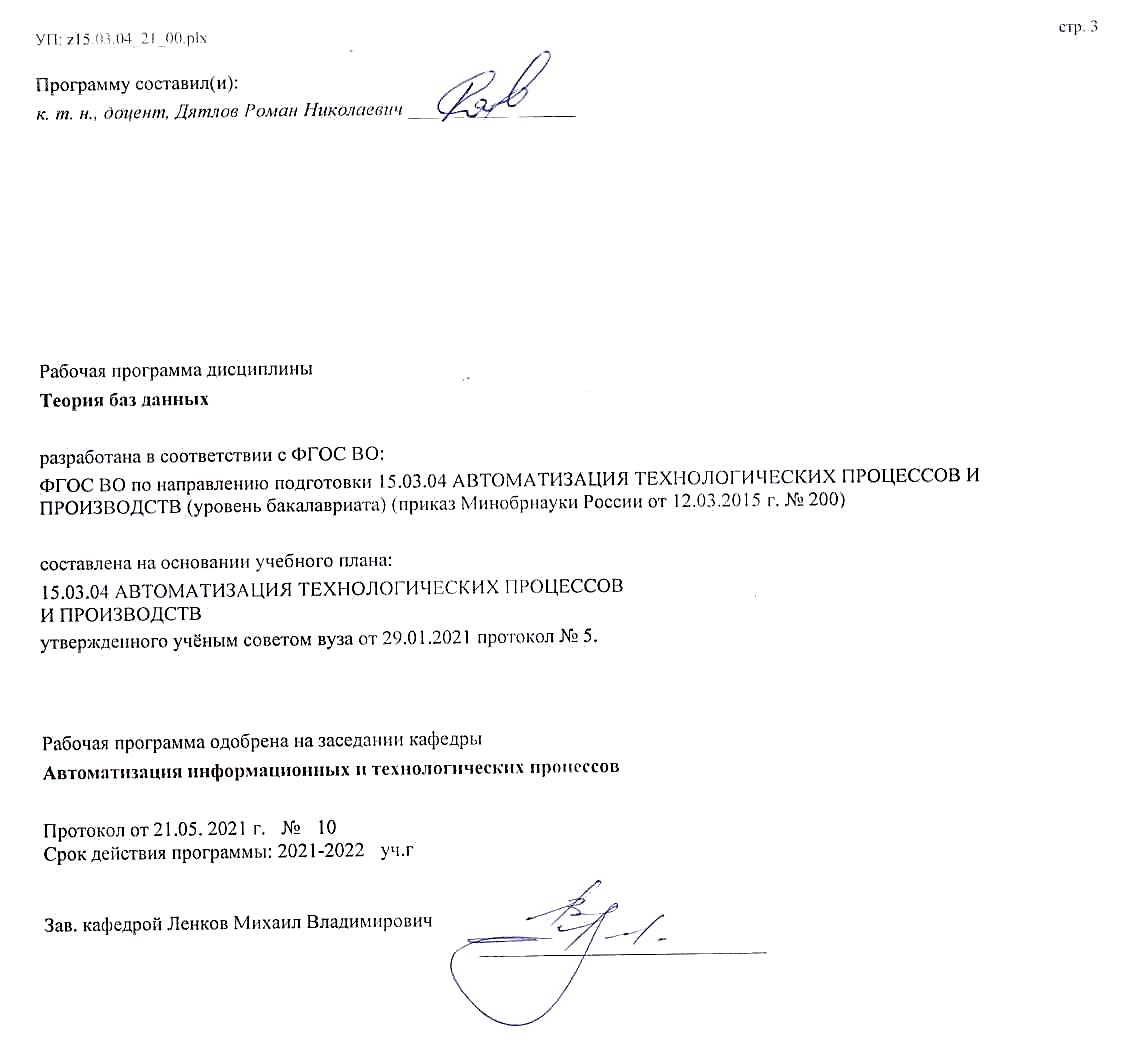 УП: z15.03.04_21_00.plx
стр. 3
Программу составил(и):
к. т. н., доцент, Дятлов Роман Николаевич
Рабочая программа дисциплины
Теория баз данных
разработана в соответствии с ФГОС ВО:
ФГОС ВО по направлению подготовки 15.03.04 АВТОМАТИЗАЦИЯ ТЕХНОЛОГИЧЕСКИХ ПРОЦЕССОВ И
ПРОИЗВОДСТВ (уровень бакалавриата) (приказ Минобрнауки России от 12.03.2015 г. № 200)
составлена на основании учебного плана:
15.03.04 АВТОМАТИЗАЦИЯ ТЕХНОЛОГИЧЕСКИХ ПРОЦЕССОВ
И ПРОИЗВОДСТВ
утвержденного учёным советом вуза от 29.01.2021 протокол № 5.
Рабочая программа одобрена на заседании кафедры
Автоматизация информационных и технологических процессов
Протокол от 21.05. 2021 г. № 10
Срок действия программы: 2021-2022 уч.г
Зав. кафедрой Ленков Михаил Владимирович